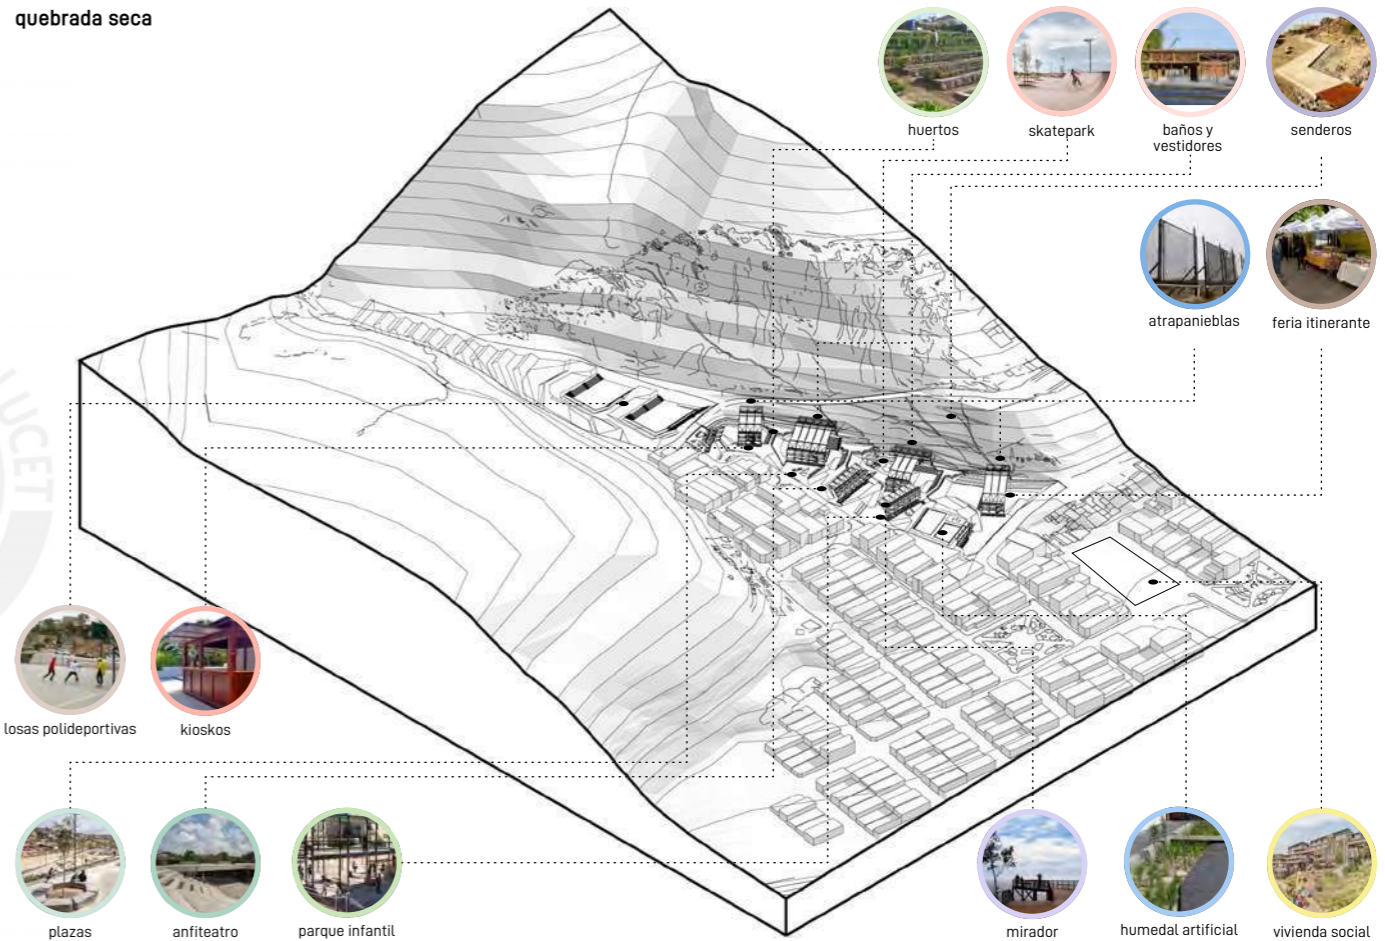 quebrada seca
huertos
skatepark
baños y
vestidores
senderos
atrapanieblas
feria itinerante
losas polideportivas
kioskos
plazas
anfiteatro
parque infantil
mirador
humedal artificial
vivienda social